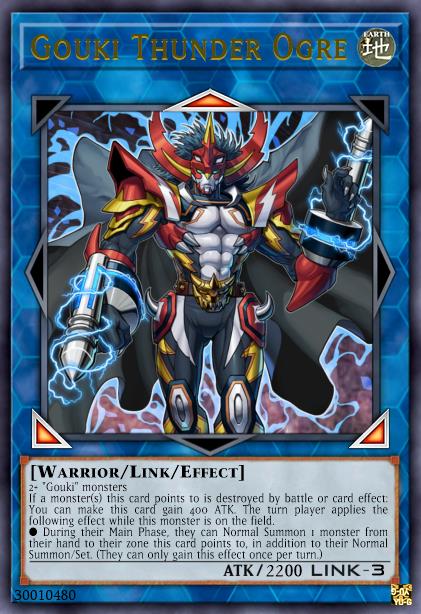 Gouki Thunder Ogre
EARTH
地
[Warrior/Link/Effect]
2+ "Gouki" monsters
If a monster(s) this card points to is destroyed by battle or card effect:
You can make this card gain 400 ATK. The turn player applies the
following effect while this monster is on the field.
● During their Main Phase, they can Normal Summon 1 monster from
their hand to their zone this card points to, in addition to their Normal
Summon/Set. (They can only gain this effect once per turn.)
ATK/2200 LINK-3
30010480